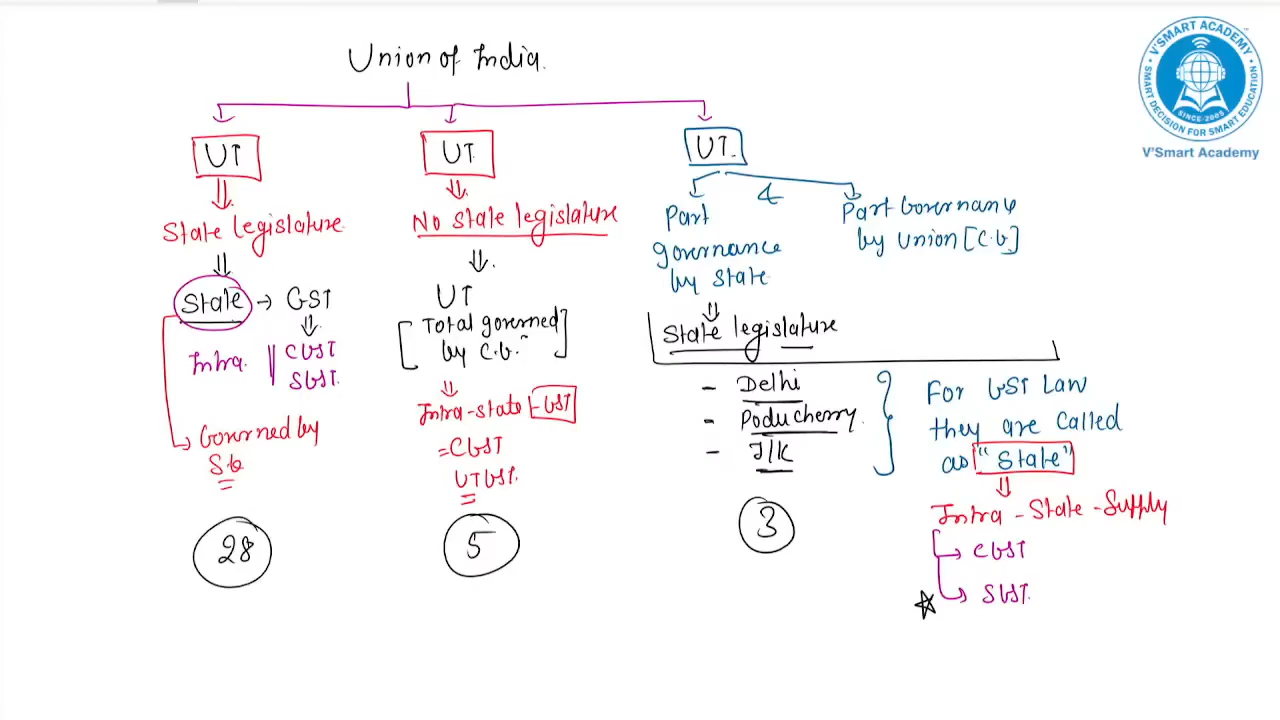 Union of India.
UT
State legislature
State → GST
Intra.
CGST
SGST.
Governed by
SG
28
UT
No state legislature
UT
[Total governed
by C.G.]
Intra-state - GST
= CGST
UTGST.
5
UT.
&
Part
governance
by state
Part Governance
by Union [C.G]
State legislature
- Delhi
- Poducherry.
- J/K
3
For GST Law
they are called
as "State"
Intra - State - Supply
CGST
SGST.
V'SMART ACADEMY
SMART DECISION FOR SMART EDUCATION
SINCE-2005
V'Smart Academy